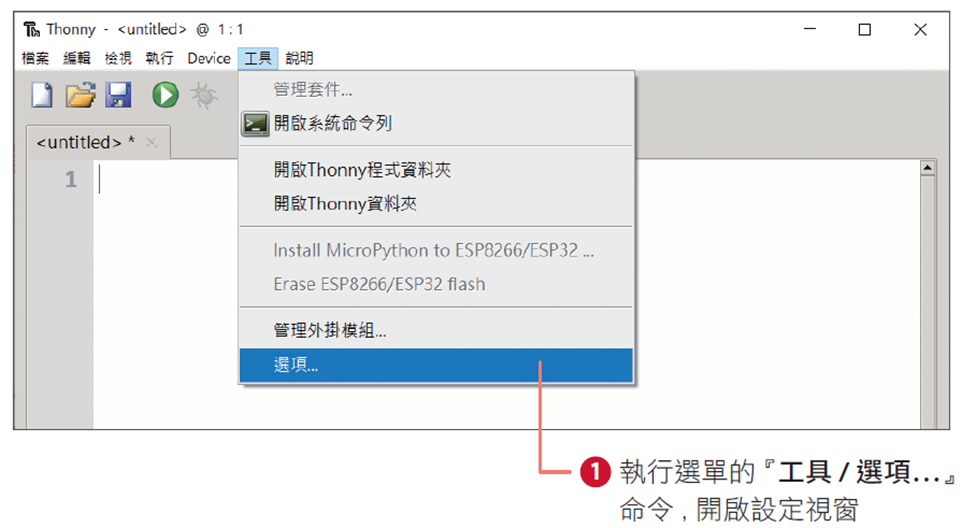 Thonny - <untitled> @ 1:1
檔案 編輯 檢視 執行 Device 工具 說明
管理套件...
開啟系統命令列
<untitled> *
開啟Thonny程式資料夾
1
開啟Thonny資料夾
Install MicroPython to ESP8266/ESP32 ...
Erase ESP8266/ESP32 flash
管理外掛模組...
選項...
1 執行選單的『工具 / 選項...』
命令 , 開啟設定視窗